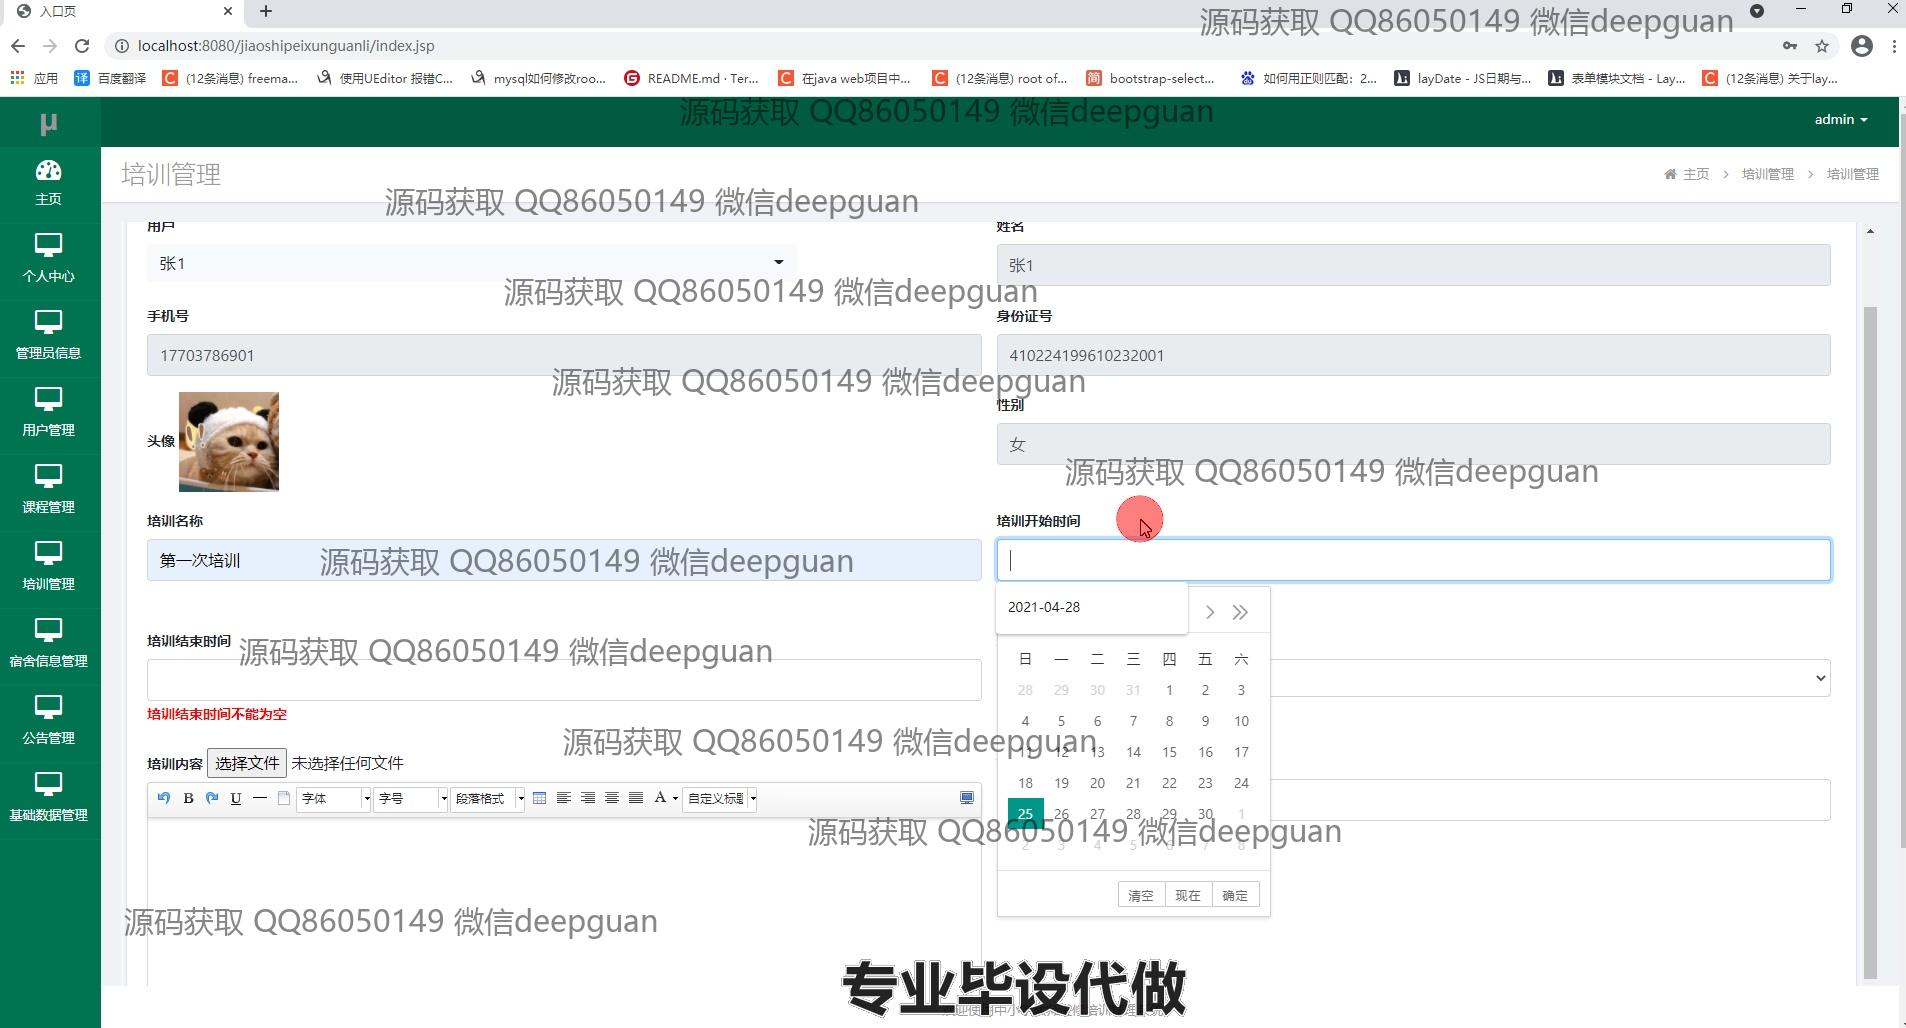 入口页
源码获取 QQ86050149 微信deepguan
localhost:8080/jiaoshipeixunguanli/index.jsp
应用
百度翻译
(12条消息) freema...
使用UEditor 报错C...
mysql如何修改roo...
README.md · Ter...
在java web项目中...
(12条消息) root of...
bootstrap-select...
如何用正则匹配：2...
layDate - JS日期与...
表单模块文档 - Lay...
(12条消息) 关于lay...
μ
源码获取 QQ86050149 微信deepguan
admin
主页
个人中心
管理员信息
用户管理
课程管理
培训管理
宿舍信息管理
公告管理
基础数据管理
培训管理
主页 > 培训管理 > 培训管理
源码获取 QQ86050149 微信deepguan
用户
姓名
张1
张1
源码获取 QQ86050149 微信deepguan
手机号
身份证号
17703786901
410224199610232001
源码获取 QQ86050149 微信deepguan
头像
性别
女
源码获取 QQ86050149 微信deepguan
培训名称
培训开始时间
第一次培训
源码获取 QQ86050149 微信deepguan
2021-04-28
培训结束时间
源码获取 QQ86050149 微信deepguan
日 一 二 三 四 五 六
28 29 30 31 1 2 3
4 5 6 7 8 9 10
11 12 13 14 15 16 17
18 19 20 21 22 23 24
25 26 27 28 29 30 1
2 3 4 5 6 7 8
清空 现在 确定
培训结束时间不能为空
源码获取 QQ86050149 微信deepguan
培训内容 选择文件 未选择任何文件
B U 字体 字号 段落格式 A 自定义标题
源码获取 QQ86050149 微信deepguan
源码获取 QQ86050149 微信deepguan
专业毕设代做